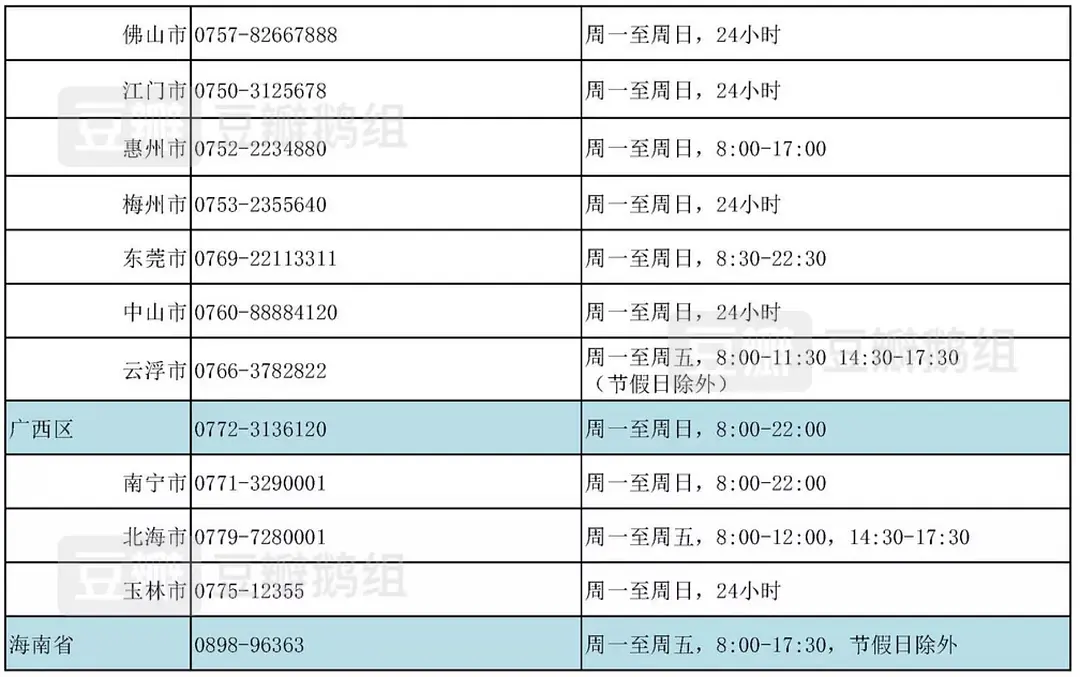 佛山市 0757-82667888 周一至周日，24小时
江门市 0750-3125678 周一至周日，24小时
豆瓣 豆瓣鹅组
惠州市 0752-2234880 周一至周日，8:00-17:00
梅州市 0753-2355640 周一至周日，24小时
东莞市 0769-22113311 周一至周日，8:30-22:30
中山市 0760-88884120 周一至周日，24小时
豆瓣 豆瓣鹅组
云浮市 0766-3782822 周一至周五，8:00-11:30 14:30-17:30
（节假日除外）
广西区 0772-3136120 周一至周日，8:00-22:00
南宁市 0771-3290001 周一至周日，8:00-22:00
北海市 0779-7280001 周一至周五，8:00-12:00，14:30-17:30
豆瓣 豆瓣鹅组
玉林市 0775-12355 周一至周日，24小时
海南省 0898-96363 周一至周五，8:00-17:30，节假日除外